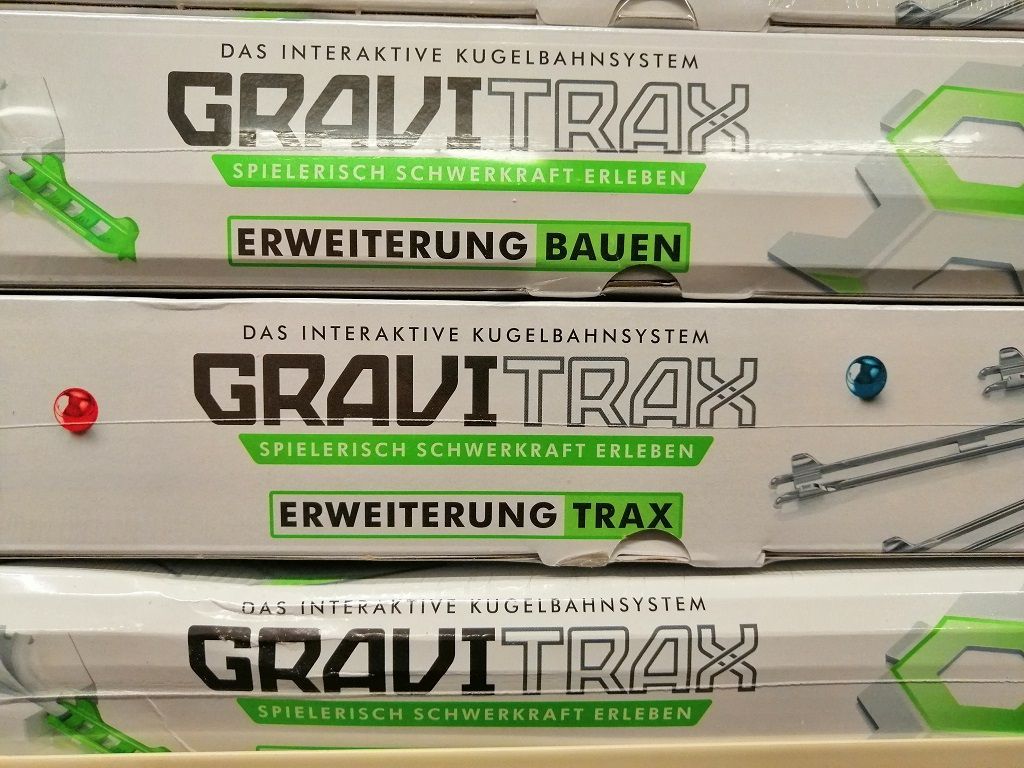 DAS INTERAKTIVE KUGELBAHNSYSTEM
GRAVITRAX
SPIELERISCH SCHWERKRAFT ERLEBEN
ERWEITERUNG BAUEN
DAS INTERAKTIVE KUGELBAHNSYSTEM
GRAVITRAX
SPIELERISCH SCHWERKRAFT ERLEBEN
ERWEITERUNG TRAX
DAS INTERAKTIVE KUGELBAHNSYSTEM
GRAVITRAX
SPIELERISCH SCHWERKRAFT ERLEBEN